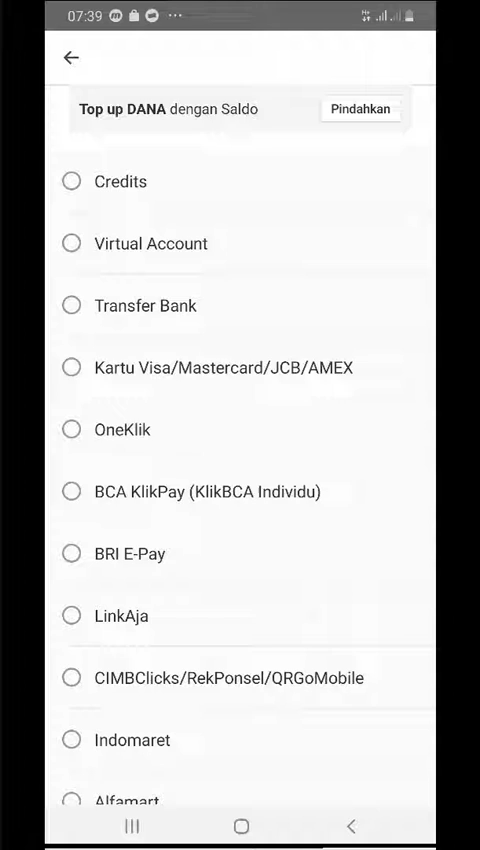 07:39
Top up DANA dengan Saldo
Pindahkan
Credits
Virtual Account
Transfer Bank
Kartu Visa/Mastercard/JCB/AMEX
OneKlik
BCA KlikPay (KlikBCA Individu)
BRI E-Pay
LinkAja
CIMBClicks/RekPonsel/QRGoMobile
Indomaret
Alfamart